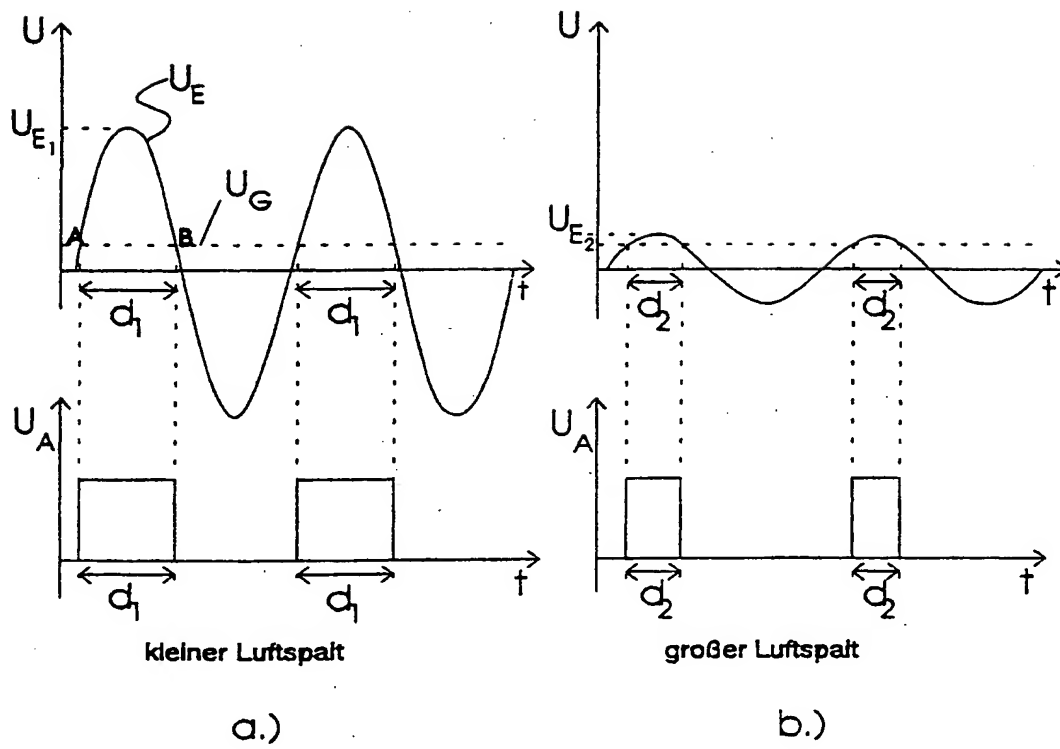 U
U_E
U_E1
U_G
A
B
t
d1
d1
U_A
t
d1
d1
kleiner Luftspalt
a.)
U
U_E2
t
d2
d2
U_A
t
d2
d2
großer Luftspalt
b.)